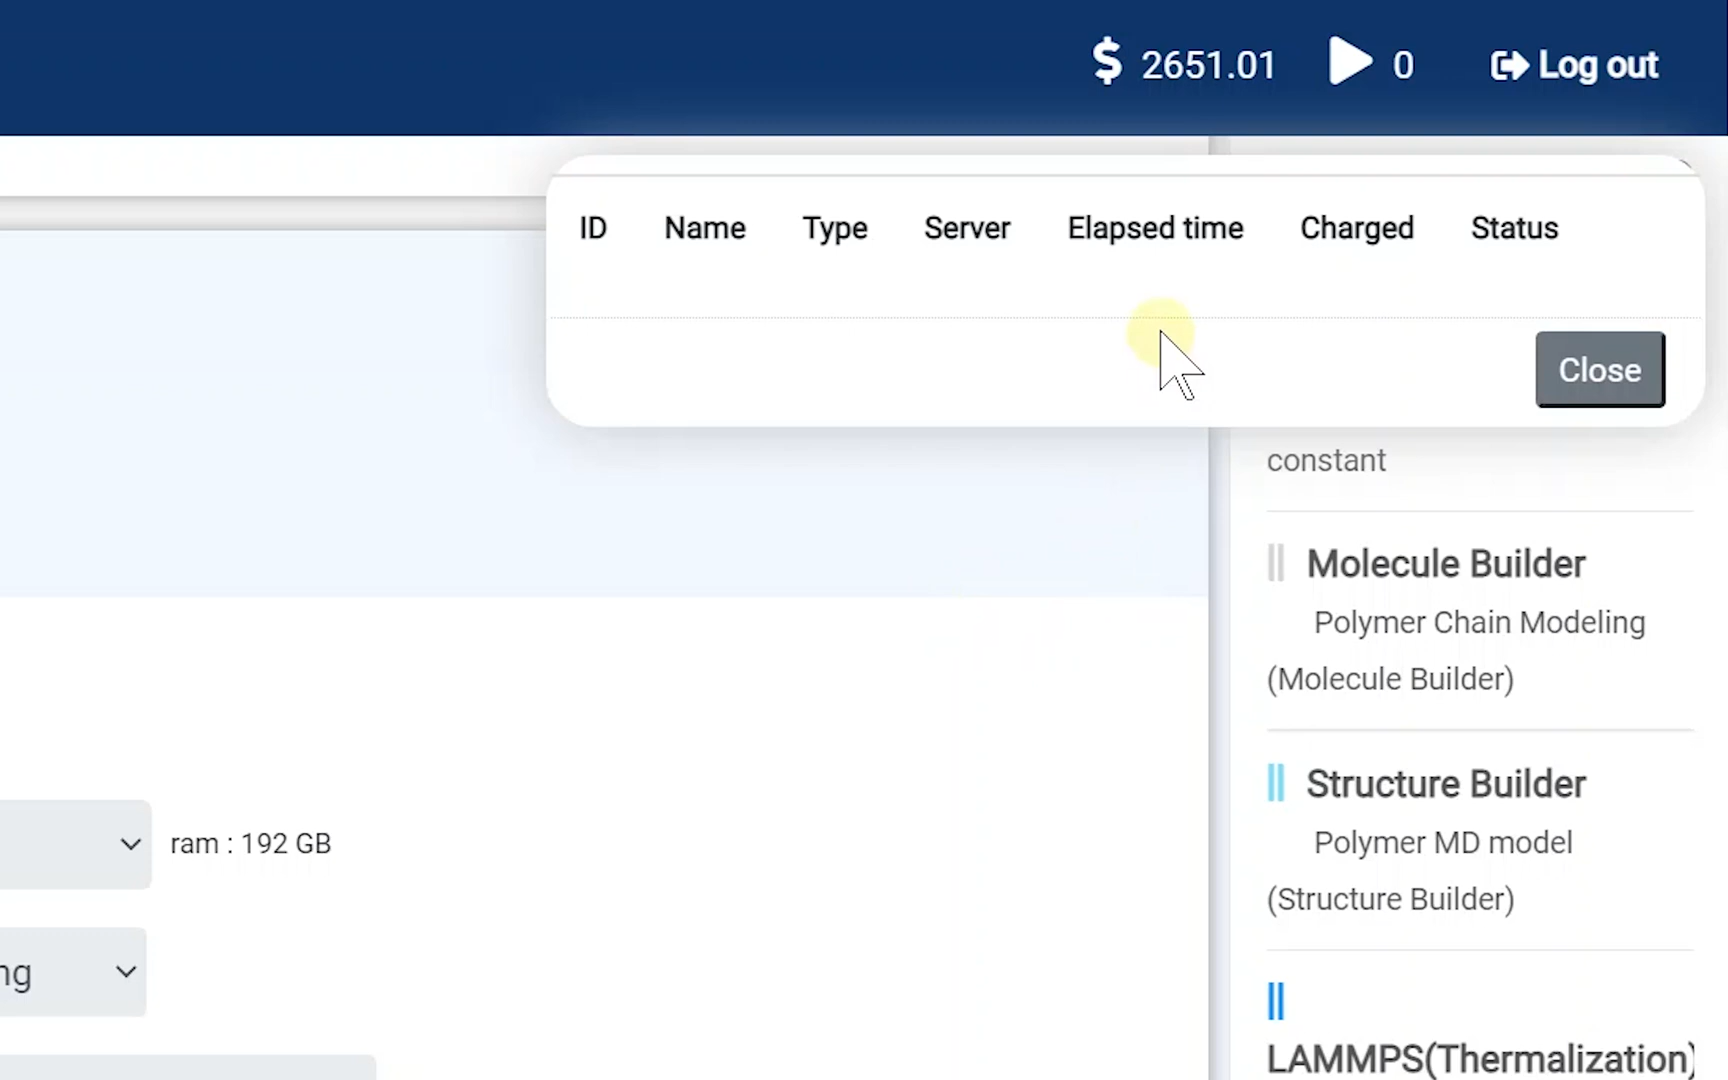 $ 2651.01 0 Log out
ID Name Type Server Elapsed time Charged Status
Close
constant
Molecule Builder
Polymer Chain Modeling
(Molecule Builder)
Structure Builder
Polymer MD model
(Structure Builder)
ram : 192 GB
ng
LAMMPS(Thermalization)